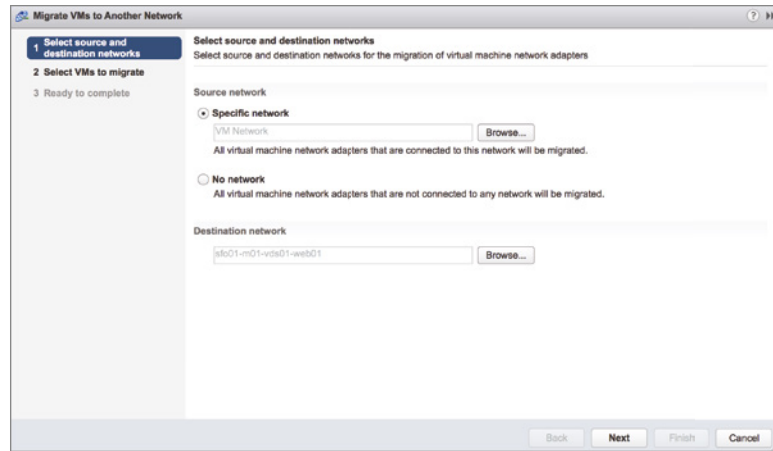 Migrate VMs to Another Network
1 Select source and
destination networks
2 Select VMs to migrate
3 Ready to complete
Select source and destination networks
Select source and destination networks for the migration of virtual machine network adapters
Source network
Specific network
VM Network
Browse...
All virtual machine network adapters that are connected to this network will be migrated.
No network
All virtual machine network adapters that are not connected to any network will be migrated.
Destination network
sfo01-m01-vds01-web01
Browse...
Back
Next
Finish
Cancel